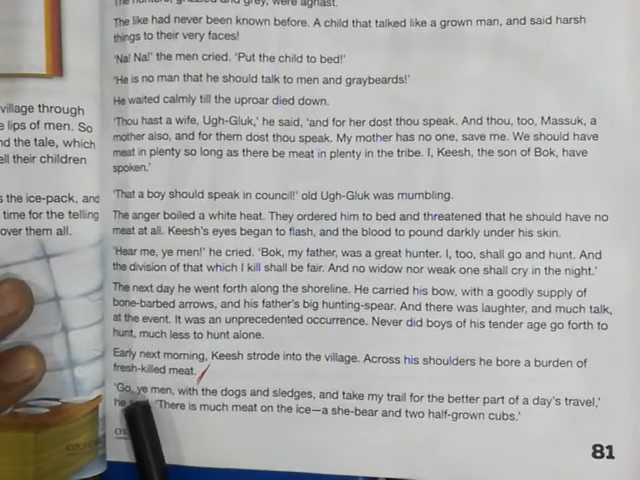 The hunters, grizzled and grey, were aghast.
The like had never been known before. A child that talked like a grown man, and said harsh
things to their very faces!
'Na! Na!' the men cried. 'Put the child to bed!'
'He is no man that he should talk to men and graybeards!'
He waited calmly till the uproar died down.
'Thou hast a wife, Ugh-Gluk,' he said, 'and for her dost thou speak. And thou, too, Massuk, a
mother also, and for them dost thou speak. My mother has no one, save me. We should have
meat in plenty so long as there be meat in plenty in the tribe. I, Keesh, the son of Bok, have
spoken.'
'That a boy should speak in council!' old Ugh-Gluk was mumbling.
The anger boiled a white heat. They ordered him to bed and threatened that he should have no
meat at all. Keesh's eyes began to flash, and the blood to pound darkly under his skin.
'Hear me, ye men!' he cried. 'Bok, my father, was a great hunter. I, too, shall go and hunt. And
the division of that which I kill shall be fair. And no widow nor weak one shall cry in the night.'
The next day he went forth along the shoreline. He carried his bow, with a goodly supply of
bone-barbed arrows, and his father's big hunting-spear. And there was laughter, and much talk,
at the event. It was an unprecedented occurrence. Never did boys of their tender age go forth to
hunt, much less to hunt alone.
Early next morning, Keesh strode into the village. Across his shoulders he bore a burden of
fresh-killed meat.
'Go, ye men, with the dogs and sledges, and take my trail for the better part of a day's travel,'
he 'There is much meat on the ice—a she-bear and two half-grown cubs.'
81
village through
lips of men. So
the tale, which
their children
the ice-pack, and
time for the telling
over them all.